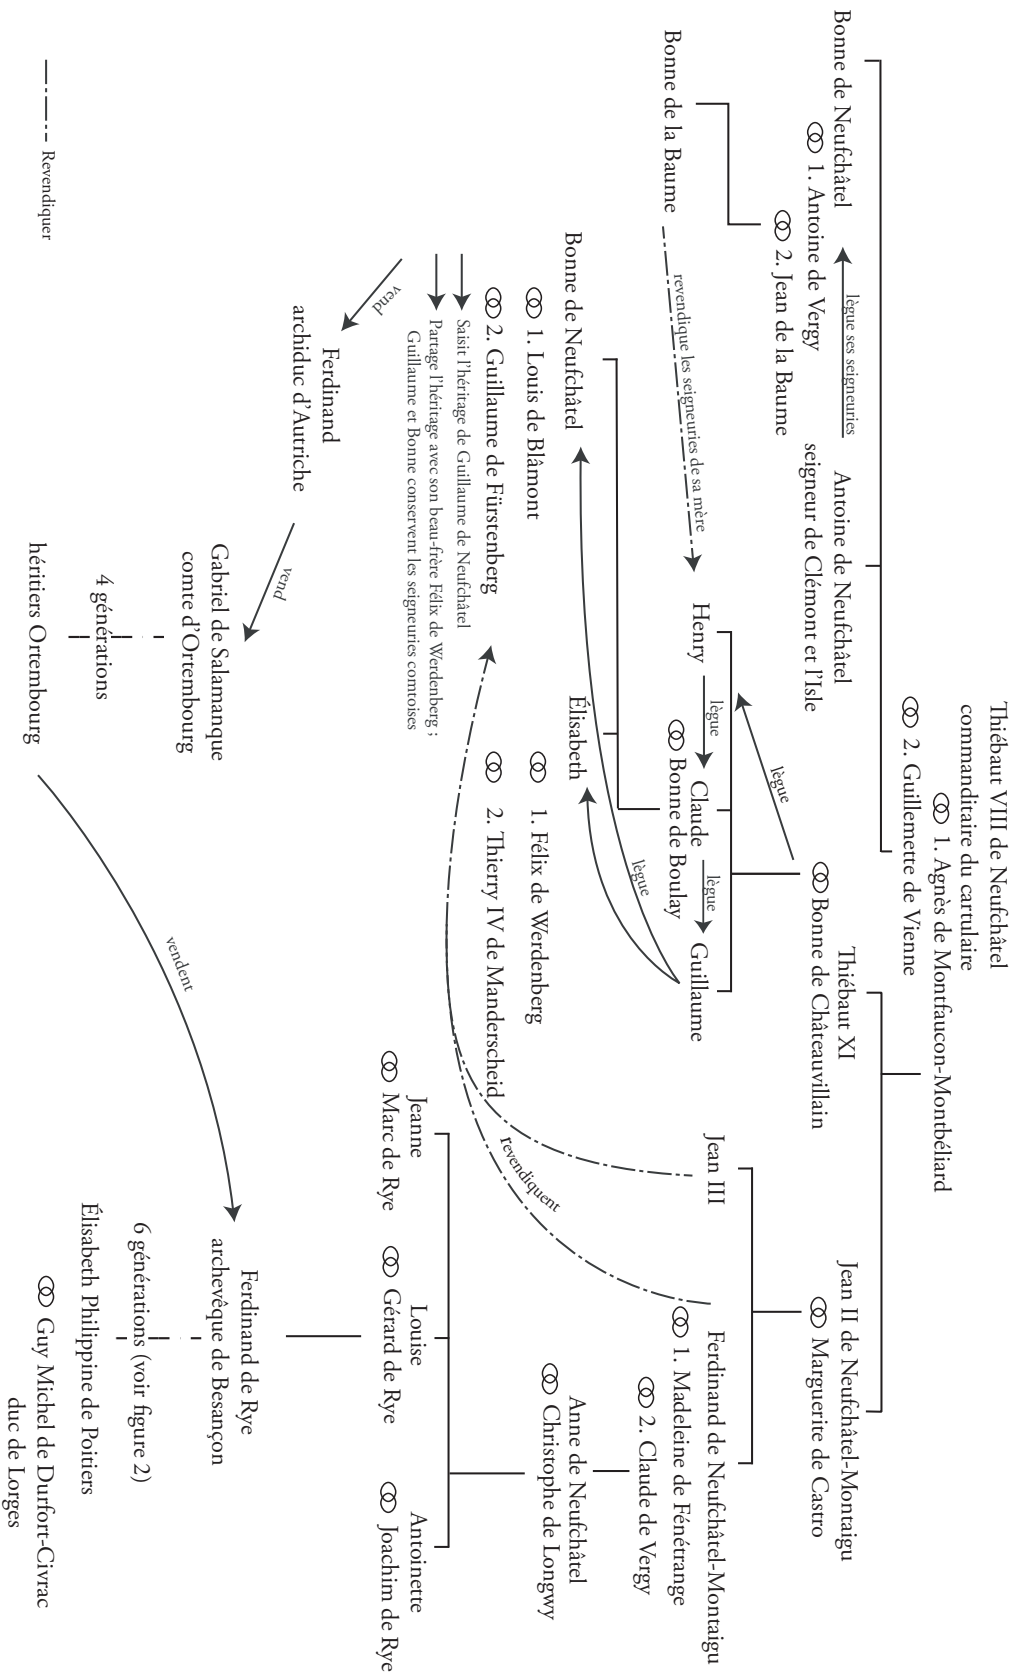 Thiébaut VIII de Neufchâtel
commanditaire du cartulaire
1. Agnès de Montfaucon-Montbéliard
2. Guillemette de Vienne
Bonne de Neufchâtel
1. Antoine de Vergy
2. Jean de la Baume
lègue ses seigneuries
Antoine de Neufchâtel
seigneur de Clémont et l'Isle
Thiébaut XI
Bonne de Châteauvillain
Jean II de Neufchâtel-Montaigu
Marguerite de Castro
Bonne de la Baume
revendique les seigneuries de sa mère
lègue
Henry
lègue
Claude
Bonne de Boulay
lègue
Guillaume
Jean III
Ferdinand de Neufchâtel-Montaigu
1. Madeleine de Fénétrange
2. Claude de Vergy
lègue
Bonne de Neufchâtel
1. Louis de Blâmont
2. Guillaume de Fürstenberg
Saisit l'héritage de Guillaume de Neufchâtel
Partage l'héritage avec son beau-frère Félix de Werdenberg ;
Guillaume et Bonne conservent les seigneuries comtoises
Élisabeth
1. Félix de Werdenberg
2. Thierry IV de Manderscheid
revendiquent
Anne de Neufchâtel
Christophe de Longwy
Jeanne
Marc de Rye
Louise
Gérard de Rye
Antoinette
Joachim de Rye
vend
Ferdinand
archiduc d'Autriche
vend
Gabriel de Salamanque
comte d'Ortembourg
4 générations
héritiers Ortembourg
vendent
Ferdinand de Rye
archevêque de Besançon
6 générations (voir figure 2)
Élisabeth Philippine de Poitiers
Guy Michel de Durfort-Civrac
duc de Lorges
Revendiquer